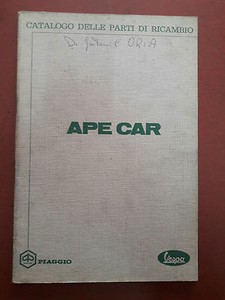 CATALOGO DELLE PARTI DI RICAMBIO
APE CAR
PIAGGIO
Vespa